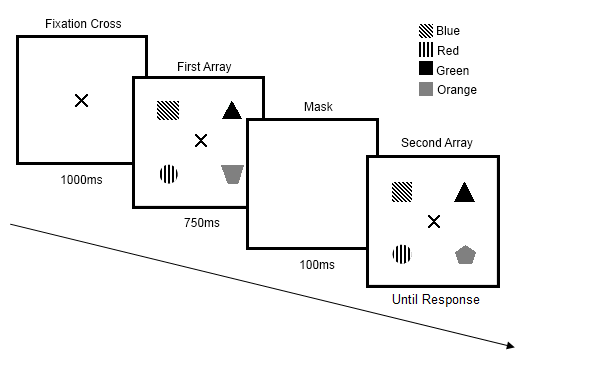 Fixation Cross
1000ms
First Array
750ms
Mask
100ms
Second Array
Until Response
Blue
Red
Green
Orange